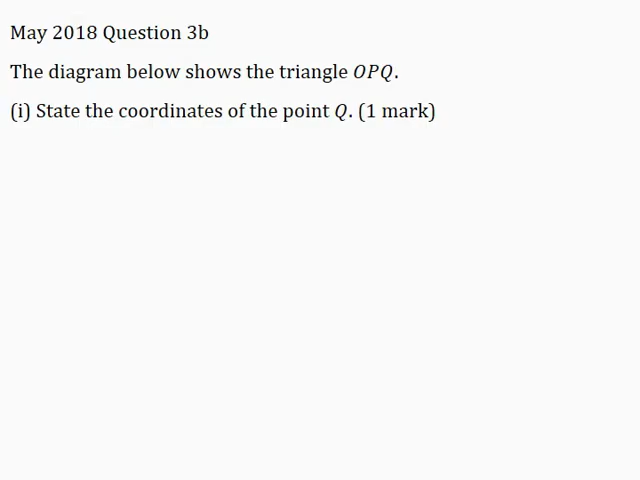 May 2018 Question 3b
The diagram below shows the triangle OPQ.
(i) State the coordinates of the point Q. (1 mark)